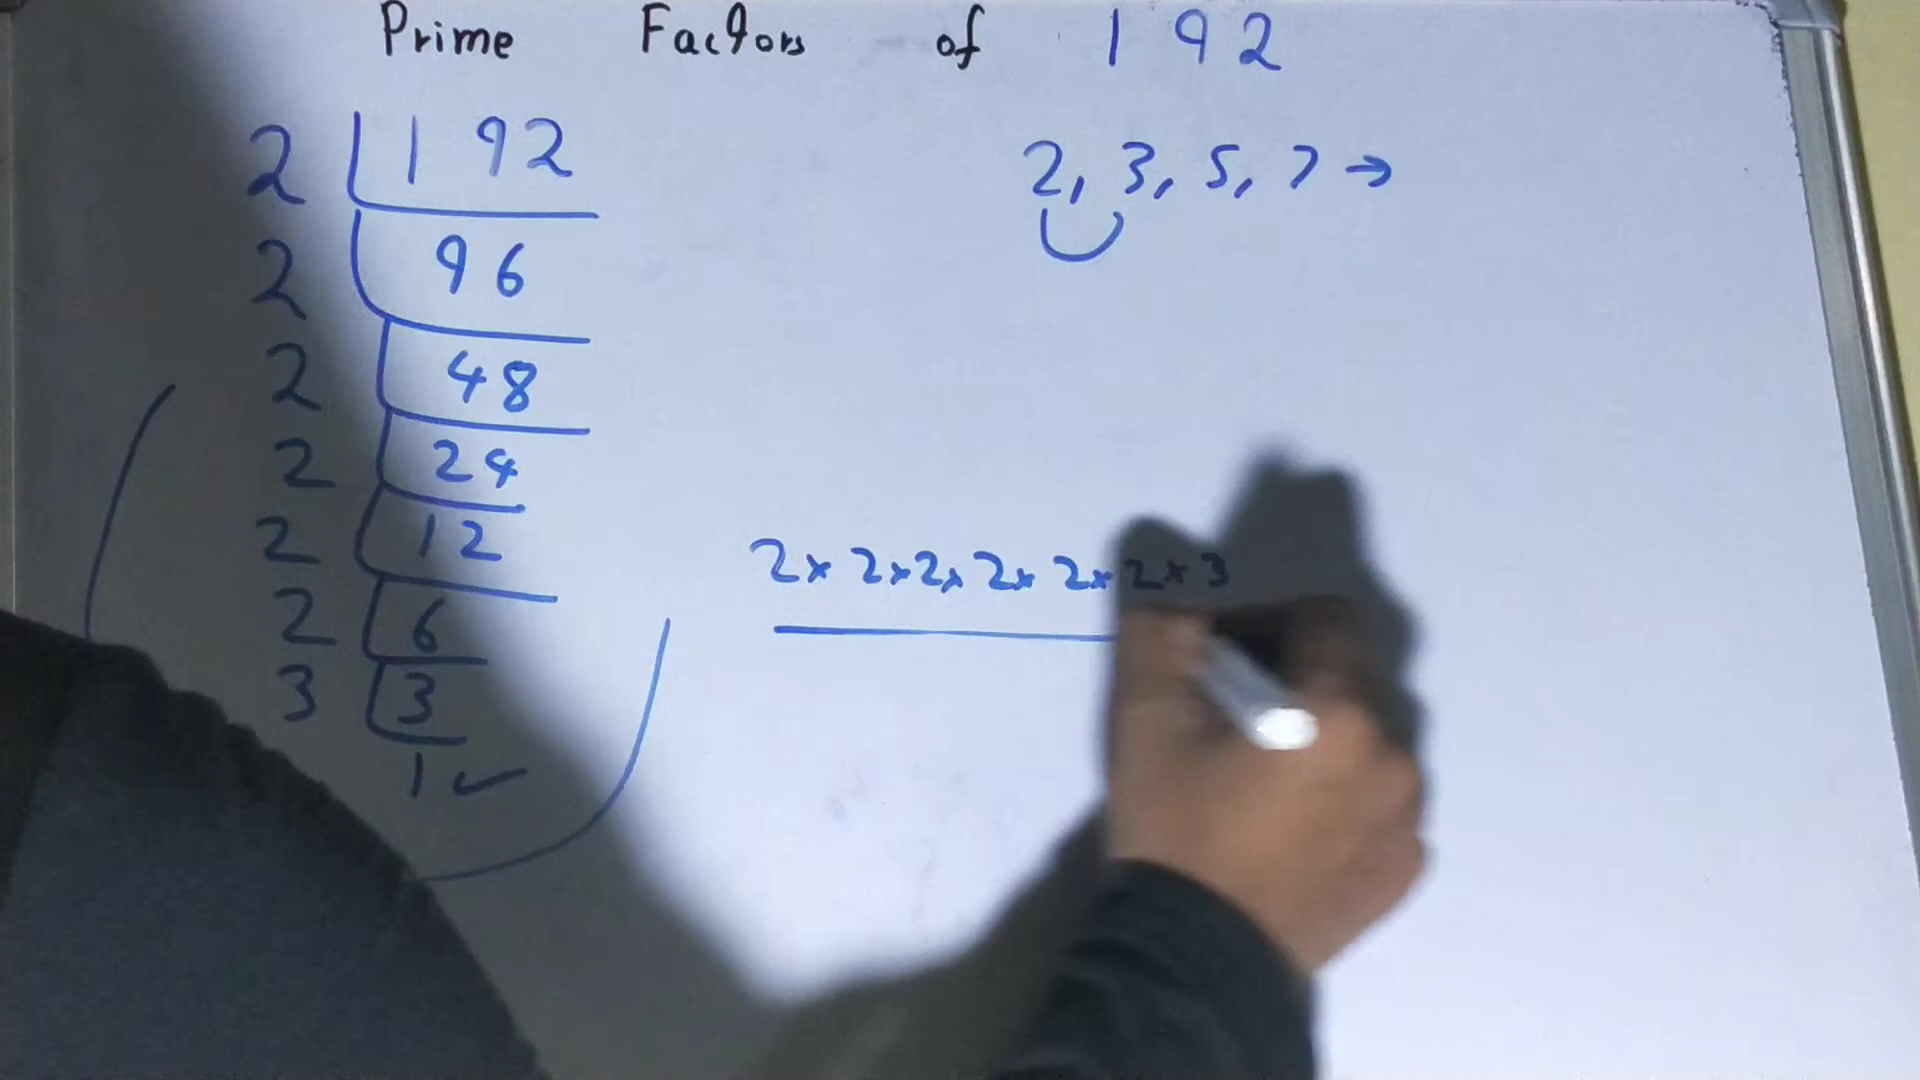 Prime Factors of 192
2 192
2 96
2 48
2 24
2 12
2 6
3 3
1 ✓
2, 3, 5, 7 →
2 × 2 × 2 × 2 × 2 × 2 × 3